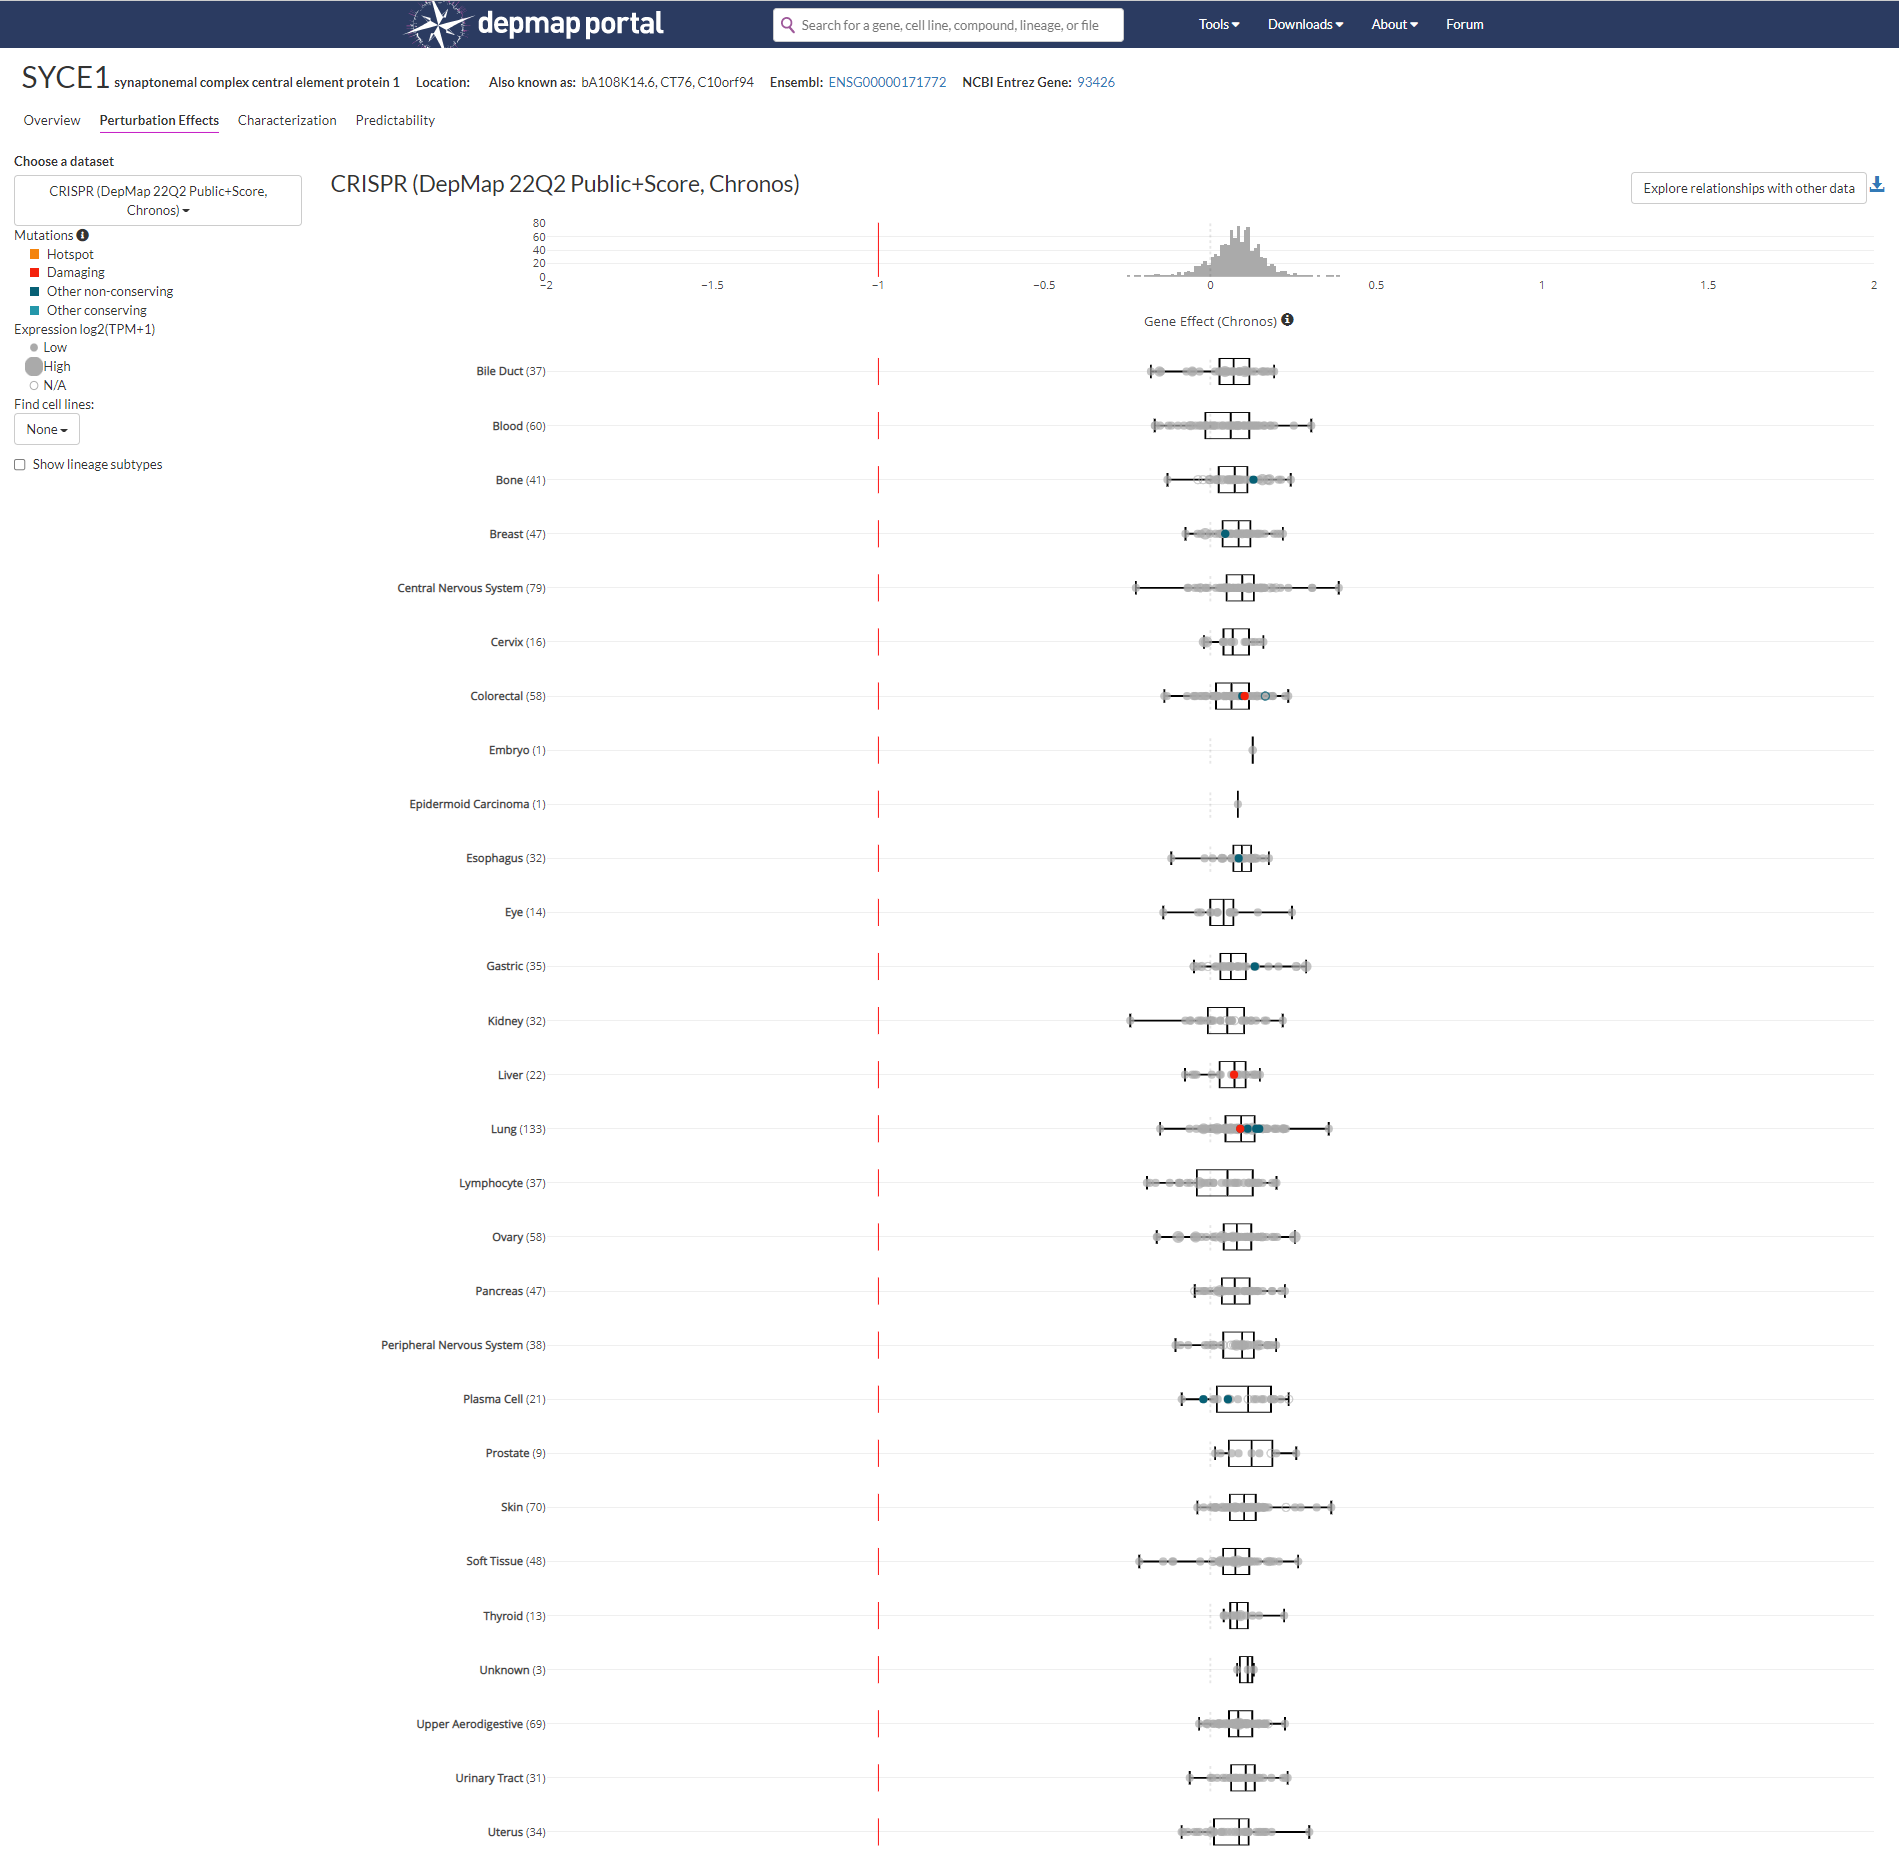 depmap portal
Search for a gene, cell line, compound, lineage, or file
Tools Downloads About Forum
SYCE1 synaptonemal complex central element protein 1 Location: Also known as: bA108K14.6, CT76, C10orf94 Ensembl: ENSG00000171772 NCBI Entrez Gene: 93426
Overview Perturbation Effects Characterization Predictability
Choose a dataset
CRISPR (DepMap 22Q2 Public+Score, Chronos)
Mutations
Hotspot
Damaging
Other non-conserving
Other conserving
Expression log2(TPM+1)
Low
High
N/A
Find cell lines:
None
Show lineage subtypes
CRISPR (DepMap 22Q2 Public+Score, Chronos)
Explore relationships with other data
80
60
40
20
0
−2 −1.5 −1 −0.5 0 0.5 1 1.5 2
Gene Effect (Chronos)
Bile Duct (37)
Blood (60)
Bone (41)
Breast (47)
Central Nervous System (79)
Cervix (16)
Colorectal (58)
Embryo (1)
Epidermoid Carcinoma (1)
Esophagus (32)
Eye (14)
Gastric (35)
Kidney (32)
Liver (22)
Lung (133)
Lymphocyte (37)
Ovary (58)
Pancreas (47)
Peripheral Nervous System (38)
Plasma Cell (21)
Prostate (9)
Skin (70)
Soft Tissue (48)
Thyroid (13)
Unknown (3)
Upper Aerodigestive (69)
Urinary Tract (31)
Uterus (34)